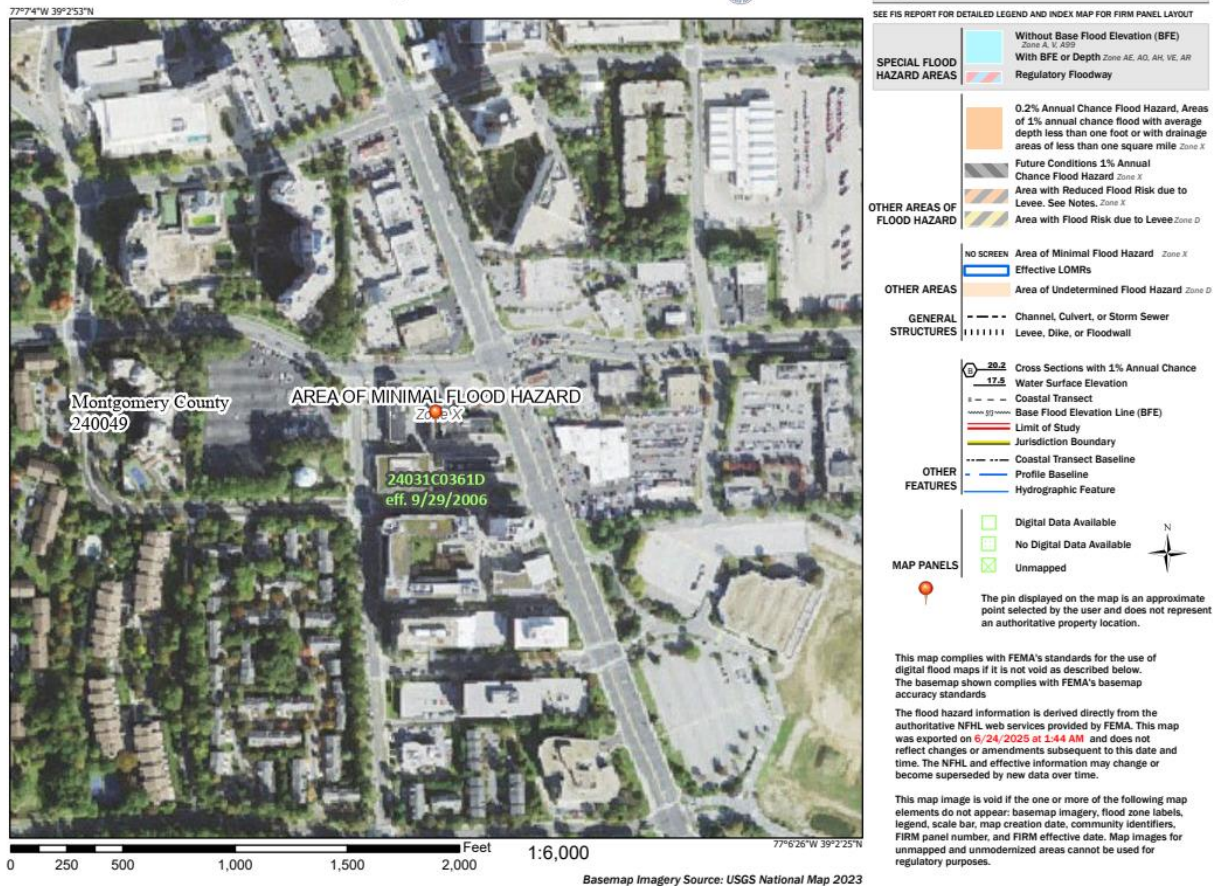 77°7'4"W 39°2'53"N
Montgomery County
240049
AREA OF MINIMAL FLOOD HAZARD
Zone X
24031C0361D
eff. 9/29/2006
77°6'26"W 39°2'25"N
0 250 500 1,000 1,500 2,000
Feet
1:6,000
Basemap Imagery Source: USGS National Map 2023
SEE FIS REPORT FOR DETAILED LEGEND AND INDEX MAP FOR FIRM PANEL LAYOUT
SPECIAL FLOOD
HAZARD AREAS
Without Base Flood Elevation (BFE)
Zone A, V, A99
With BFE or Depth Zone AE, AO, AH, VE, AR
Regulatory Floodway
OTHER AREAS OF
FLOOD HAZARD
0.2% Annual Chance Flood Hazard, Areas
of 1% annual chance flood with average
depth less than one foot or with drainage
areas of less than one square mile Zone X
Future Conditions 1% Annual
Chance Flood Hazard Zone X
Area with Reduced Flood Risk due to
Levee. See Notes. Zone X
Area with Flood Risk due to Levee Zone D
OTHER AREAS
NO SCREEN Area of Minimal Flood Hazard Zone X
Effective LOMRs
Area of Undetermined Flood Hazard Zone D
GENERAL
STRUCTURES
Channel, Culvert, or Storm Sewer
Levee, Dike, or Floodwall
OTHER
FEATURES
B 20.2 Cross Sections with 1% Annual Chance
17.5 Water Surface Elevation
8 Coastal Transect
513 Base Flood Elevation Line (BFE)
Limit of Study
Jurisdiction Boundary
Coastal Transect Baseline
Profile Baseline
Hydrographic Feature
MAP PANELS
Digital Data Available
No Digital Data Available
Unmapped
N
The pin displayed on the map is an approximate
point selected by the user and does not represent
an authoritative property location.
This map complies with FEMA's standards for the use of
digital flood maps if it is not void as described below.
The basemap shown complies with FEMA's basemap
accuracy standards
The flood hazard information is derived directly from the
authoritative NFHL web services provided by FEMA. This map
was exported on 6/24/2025 at 1:44 AM and does not
reflect changes or amendments subsequent to this date and
time. The NFHL and effective information may change or
become superseded by new data over time.
This map image is void if the one or more of the following map
elements do not appear: basemap imagery, flood zone labels,
legend, scale bar, map creation date, community identifiers,
FIRM panel number, and FIRM effective date. Map images for
unmapped and unmodernized areas cannot be used for
regulatory purposes.